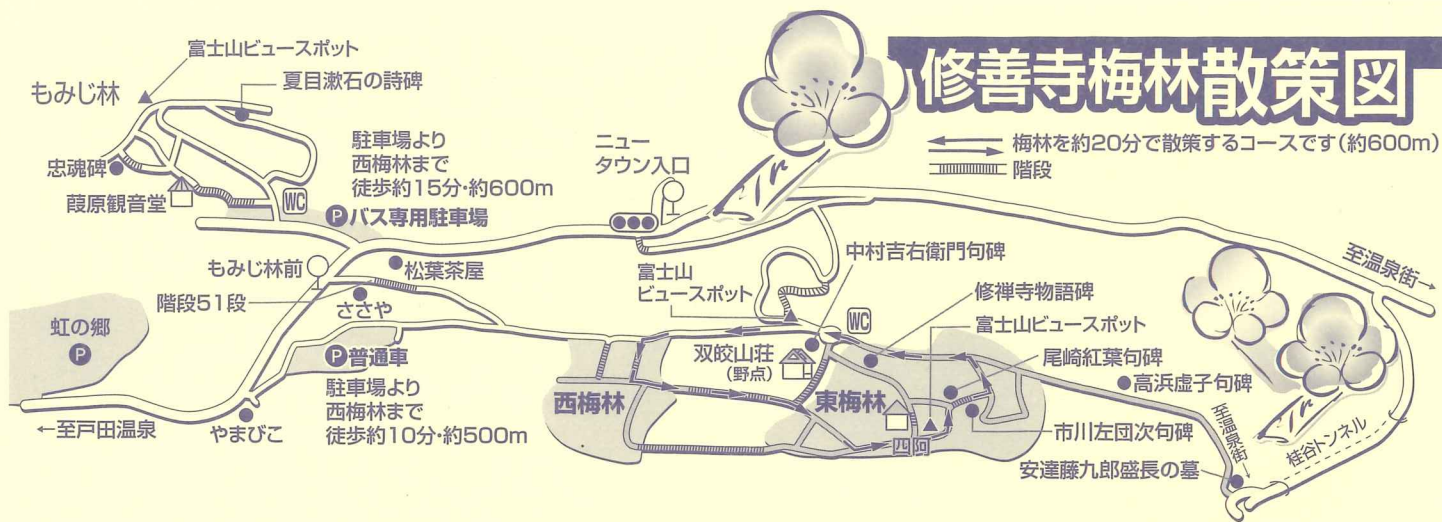 修善寺梅林散策図
梅林を約20分で散策するコースです(約600m)
階段
富士山ビュースポット
夏目漱石の詩碑
もみじ林
忠魂碑
葭原観音堂
WC
駐車場より
西梅林まで
徒歩約15分・約600m
Pバス専用駐車場
ニュー
タウン入口
もみじ林前
松葉茶屋
階段51段
ささや
虹の郷
P
P普通車
駐車場より
西梅林まで
徒歩約10分・約500m
←至戸田温泉
やまびこ
富士山
ビュースポット
中村吉右衛門句碑
WC
修禅寺物語碑
富士山ビュースポット
尾崎紅葉句碑
高浜虚子句碑
双皎山荘
(野点)
西梅林
東梅林
四阿
市川左団次句碑
安達藤九郎盛長の墓
至温泉街
至温泉街
桂谷トンネル